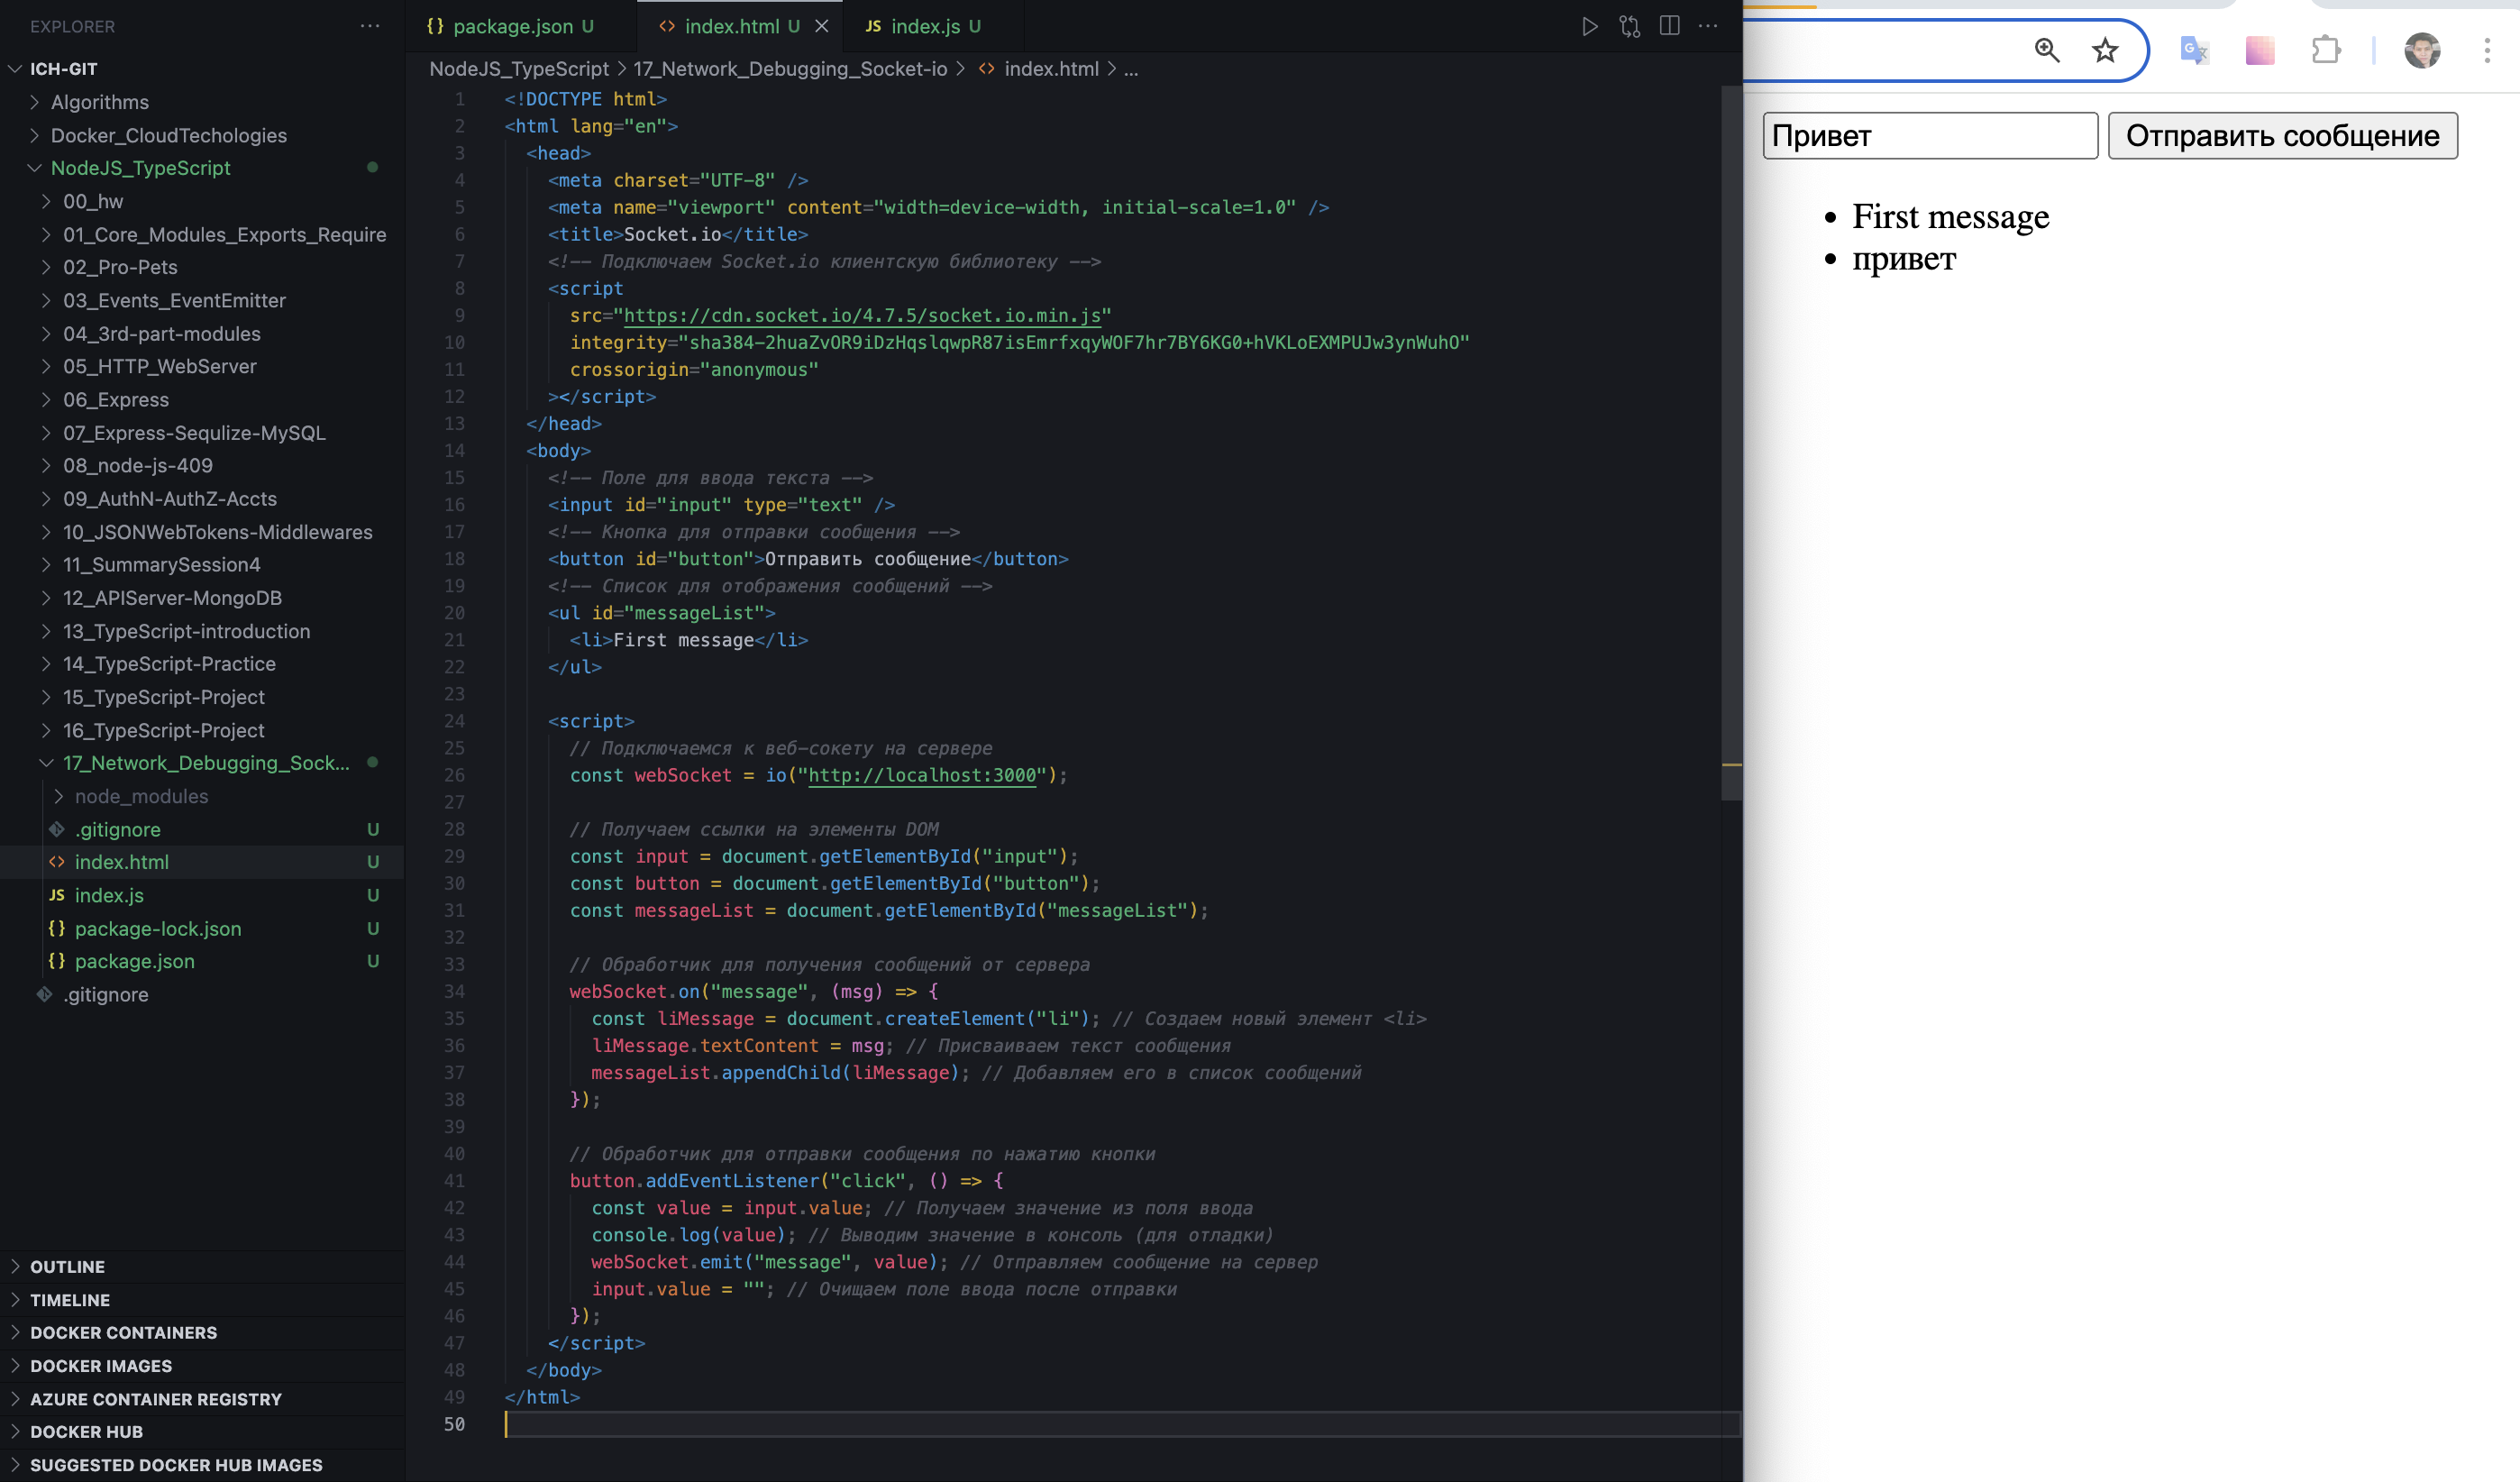 EXPLORER
ICH-GIT
Algorithms
Docker_CloudTechologies
NodeJS_TypeScript
00_hw
01_Core_Modules_Exports_Require
02_Pro-Pets
03_Events_EventEmitter
04_3rd-part-modules
05_HTTP_WebServer
06_Express
07_Express-Sequlize-MySQL
08_node-js-409
09_AuthN-AuthZ-Accts
10_JSONWebTokens-Middlewares
11_SummarySession4
12_APIServer-MongoDB
13_TypeScript-introduction
14_TypeScript-Practice
15_TypeScript-Project
16_TypeScript-Project
17_Network_Debugging_Sock...
node_modules
.gitignore U
<> index.html U
JS index.js U
{} package-lock.json U
{} package.json U
.gitignore
OUTLINE
TIMELINE
DOCKER CONTAINERS
DOCKER IMAGES
AZURE CONTAINER REGISTRY
DOCKER HUB
SUGGESTED DOCKER HUB IMAGES
{} package.json U <> index.html U JS index.js U
NodeJS_TypeScript > 17_Network_Debugging_Socket-io > <> index.html > ...
1 <!DOCTYPE html>
2 <html lang="en">
3 <head>
4 <meta charset="UTF-8" />
5 <meta name="viewport" content="width=device-width, initial-scale=1.0" />
6 <title>Socket.io</title>
7 <!-- Подключаем Socket.io клиентскую библиотеку -->
8 <script
9 src="https://cdn.socket.io/4.7.5/socket.io.min.js"
10 integrity="sha384-2huaZvOR9iDzHqslqwpR87isEmrfxqyWOF7hr7BY6KG0+hVKLoEXMPUJw3ynWuhO"
11 crossorigin="anonymous"
12 ></script>
13 </head>
14 <body>
15 <!-- Поле для ввода текста -->
16 <input id="input" type="text" />
17 <!-- Кнопка для отправки сообщения -->
18 <button id="button">Отправить сообщение</button>
19 <!-- Список для отображения сообщений -->
20 <ul id="messageList">
21 <li>First message</li>
22 </ul>
23
24 <script>
25 // Подключаемся к веб-сокету на сервере
26 const webSocket = io("http://localhost:3000");
27
28 // Получаем ссылки на элементы DOM
29 const input = document.getElementById("input");
30 const button = document.getElementById("button");
31 const messageList = document.getElementById("messageList");
32
33 // Обработчик для получения сообщений от сервера
34 webSocket.on("message", (msg) => {
35 const liMessage = document.createElement("li"); // Создаем новый элемент <li>
36 liMessage.textContent = msg; // Присваиваем текст сообщения
37 messageList.appendChild(liMessage); // Добавляем его в список сообщений
38 });
39
40 // Обработчик для отправки сообщения по нажатию кнопки
41 button.addEventListener("click", () => {
42 const value = input.value; // Получаем значение из поля ввода
43 console.log(value); // Выводим значение в консоль (для отладки)
44 webSocket.emit("message", value); // Отправляем сообщение на сервер
45 input.value = ""; // Очищаем поле ввода после отправки
46 });
47 </script>
48 </body>
49 </html>
50
Привет Отправить сообщение
• First message
• привет